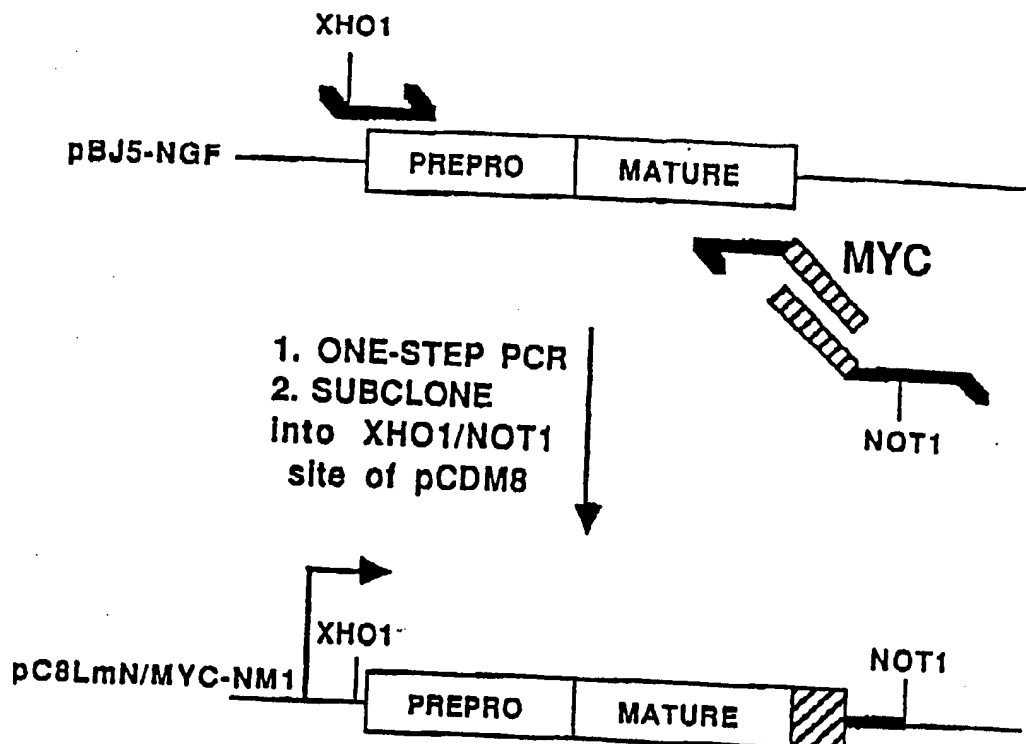 XHO1
pBJ5-NGF
PREPRO
MATURE
MYC
1. ONE-STEP PCR
2. SUBCLONE
into XHO1/NOT1
site of pCDM8
NOT1
XHO1
NOT1
pC8LmN/MYC-NM1
PREPRO
MATURE